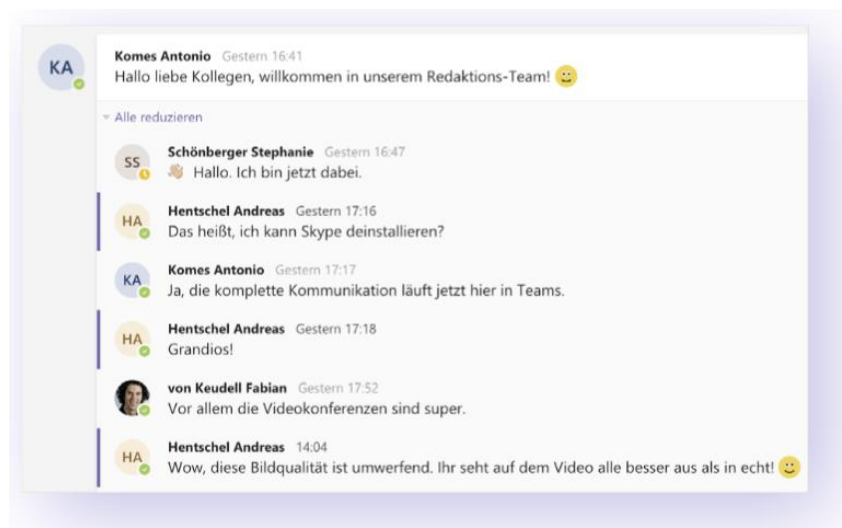 KA
Komes Antonio Gestern 16:41
Hallo liebe Kollegen, willkommen in unserem Redaktions-Team! 🙂
Alle reduzieren
SS
Schönberger Stephanie Gestern 16:47
👋🏼 Hallo. Ich bin jetzt dabei.
HA
Hentschel Andreas Gestern 17:16
Das heißt, ich kann Skype deinstallieren?
KA
Komes Antonio Gestern 17:17
Ja, die komplette Kommunikation läuft jetzt hier in Teams.
HA
Hentschel Andreas Gestern 17:18
Grandios!
von Keudell Fabian Gestern 17:52
Vor allem die Videokonferenzen sind super.
HA
Hentschel Andreas 14:04
Wow, diese Bildqualität ist umwerfend. Ihr seht auf dem Video alle besser aus als in echt! 🙂